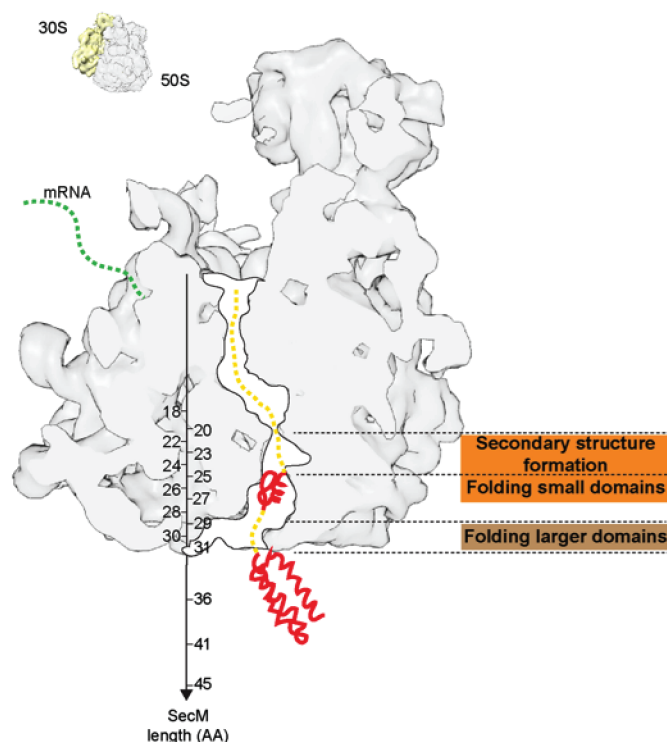 30S
50S
mRNA
18
20
22
23
24
25
26
27
28
29
30
31
36
41
45
SecM
length (AA)
Secondary structure
formation
Folding small domains
Folding larger domains